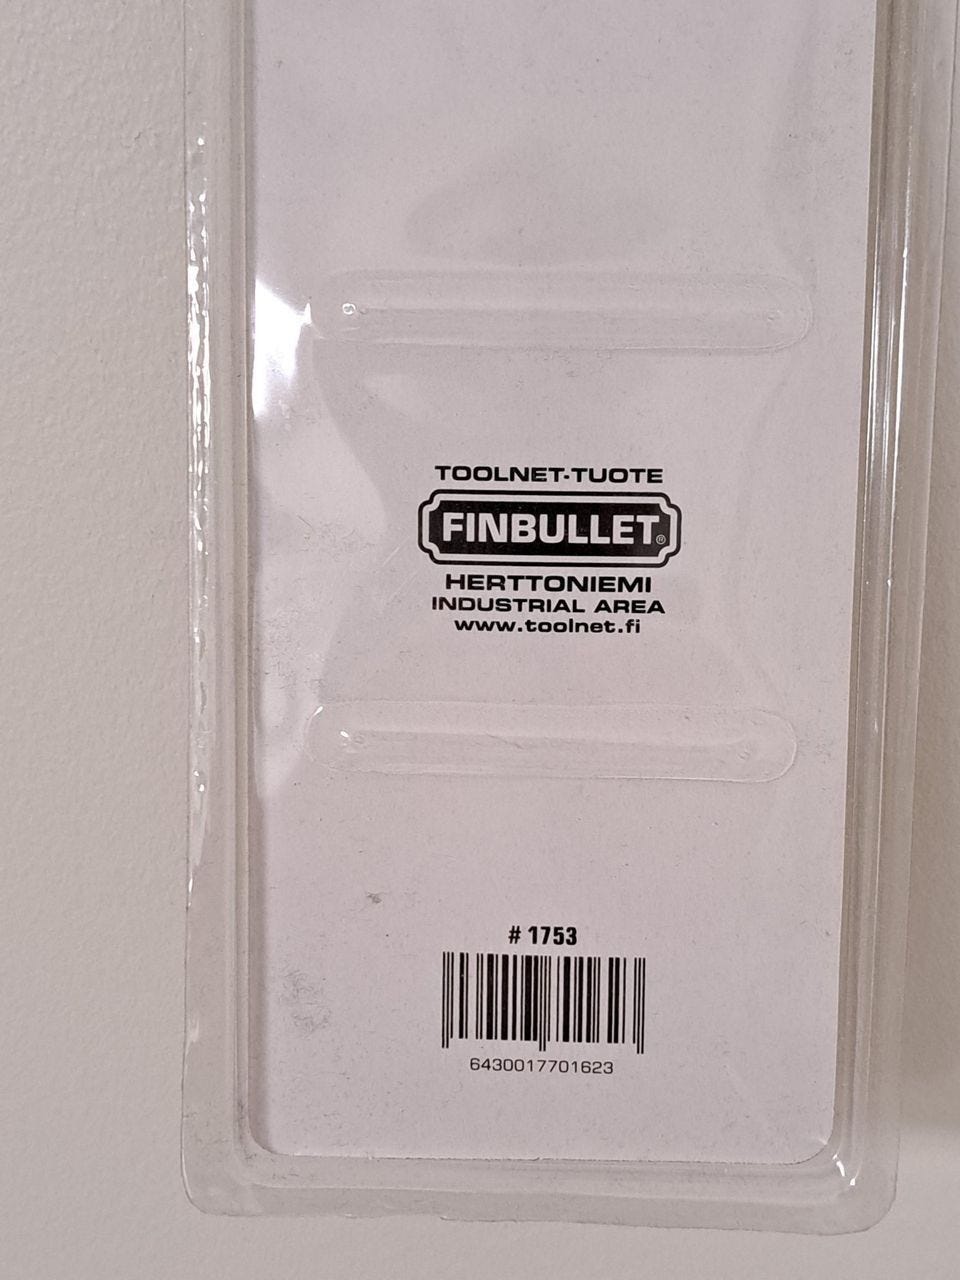 TOOLNET-TUOTE
FINBULLET®
HERTTONIEMI
INDUSTRIAL AREA
www.toolnet.fi
# 1753
6430017701623